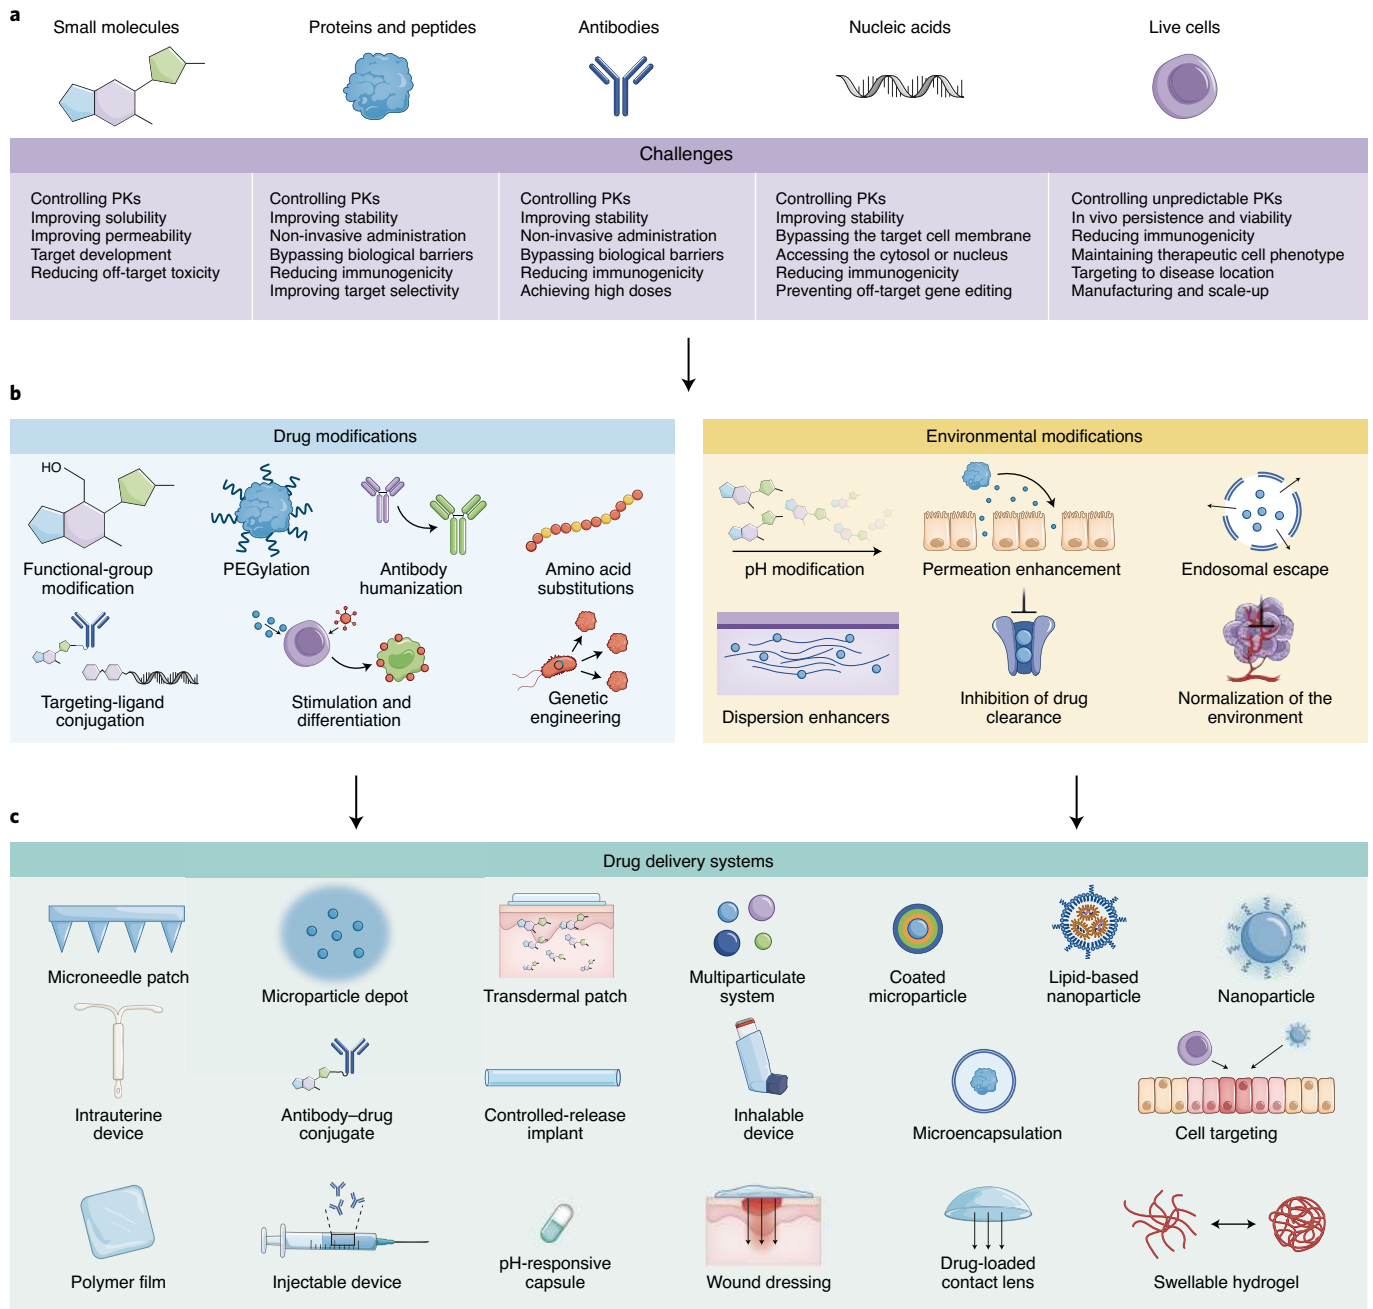 a
Small molecules
Proteins and peptides
Antibodies
Nucleic acids
Live cells
Challenges
Controlling PKs
Improving solubility
Improving permeability
Target development
Reducing off-target toxicity
Controlling PKs
Improving stability
Non-invasive administration
Bypassing biological barriers
Reducing immunogenicity
Improving target selectivity
Controlling PKs
Improving stability
Non-invasive administration
Bypassing biological barriers
Reducing immunogenicity
Achieving high doses
Controlling PKs
Improving stability
Bypassing the target cell membrane
Accessing the cytosol or nucleus
Reducing immunogenicity
Preventing off-target gene editing
Controlling unpredictable PKs
In vivo persistence and viability
Reducing immunogenicity
Maintaining therapeutic cell phenotype
Targeting to disease location
Manufacturing and scale-up
b
Drug modifications
HO
Functional-group
modification
PEGylation
Antibody
humanization
Amino acid
substitutions
Targeting-ligand
conjugation
Stimulation and
differentiation
Genetic
engineering
Environmental modifications
pH modification
Permeation enhancement
Endosomal escape
Dispersion enhancers
Inhibition of drug
clearance
Normalization of the
environment
c
Drug delivery systems
Microneedle patch
Microparticle depot
Transdermal patch
Multiparticulate
system
Coated
microparticle
Lipid-based
nanoparticle
Nanoparticle
Intrauterine
device
Antibody–drug
conjugate
Controlled-release
implant
Inhalable
device
Microencapsulation
Cell targeting
Polymer film
Injectable device
pH-responsive
capsule
Wound dressing
Drug-loaded
contact lens
Swellable hydrogel